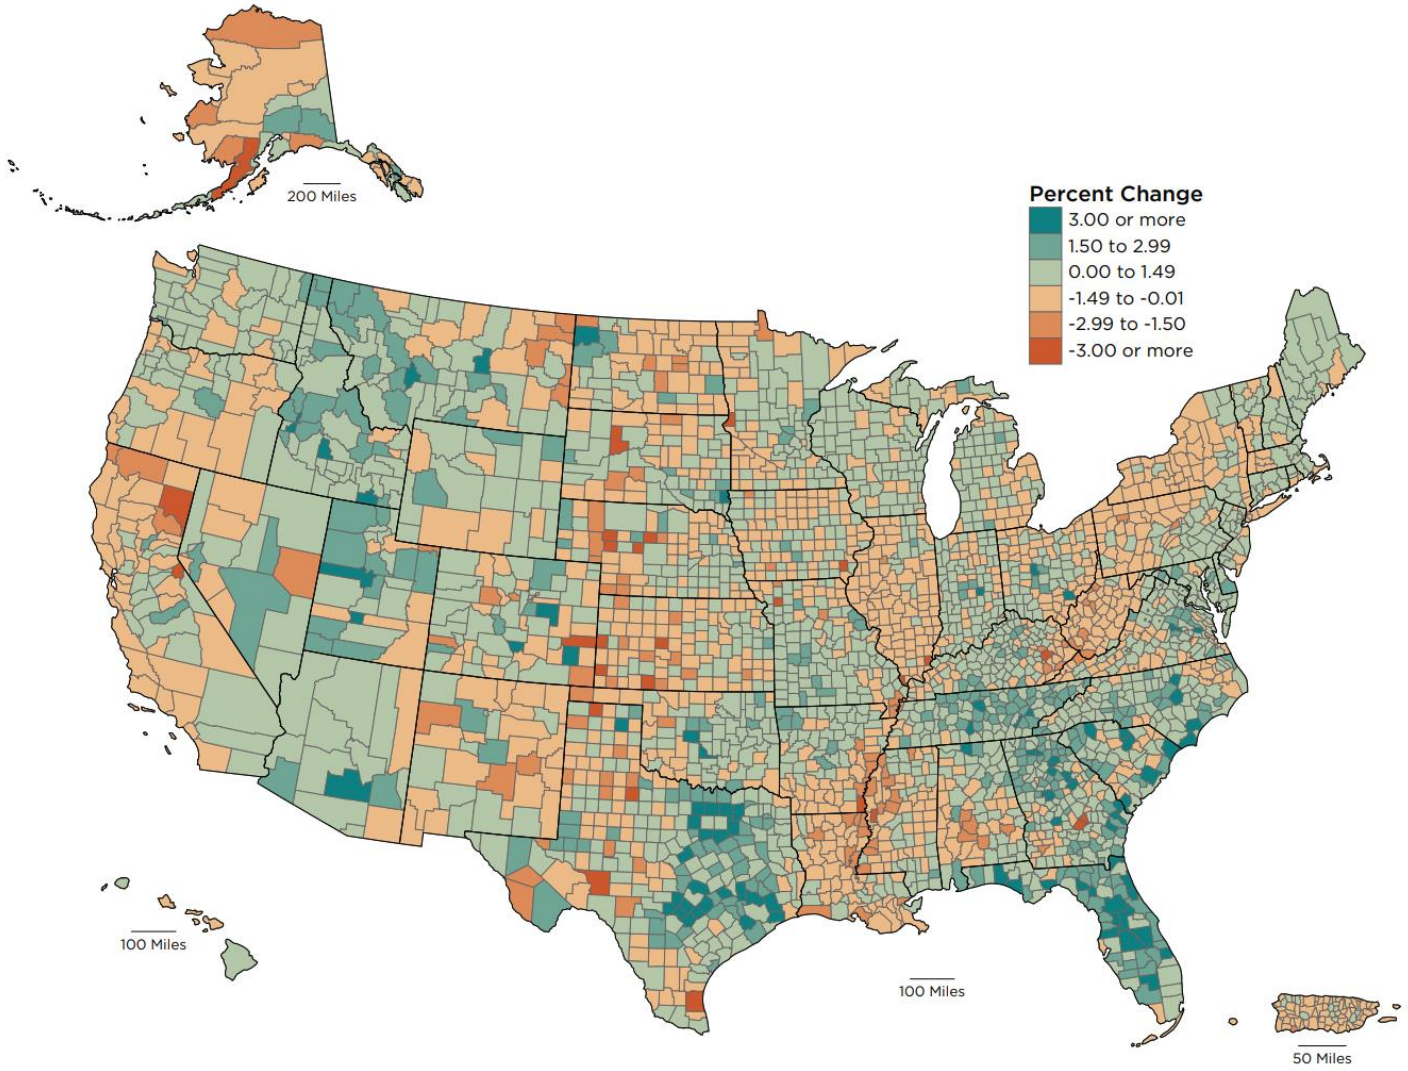 200 Miles
Percent Change
3.00 or more
1.50 to 2.99
0.00 to 1.49
-1.49 to -0.01
-2.99 to -1.50
-3.00 or more
100 Miles
100 Miles
50 Miles